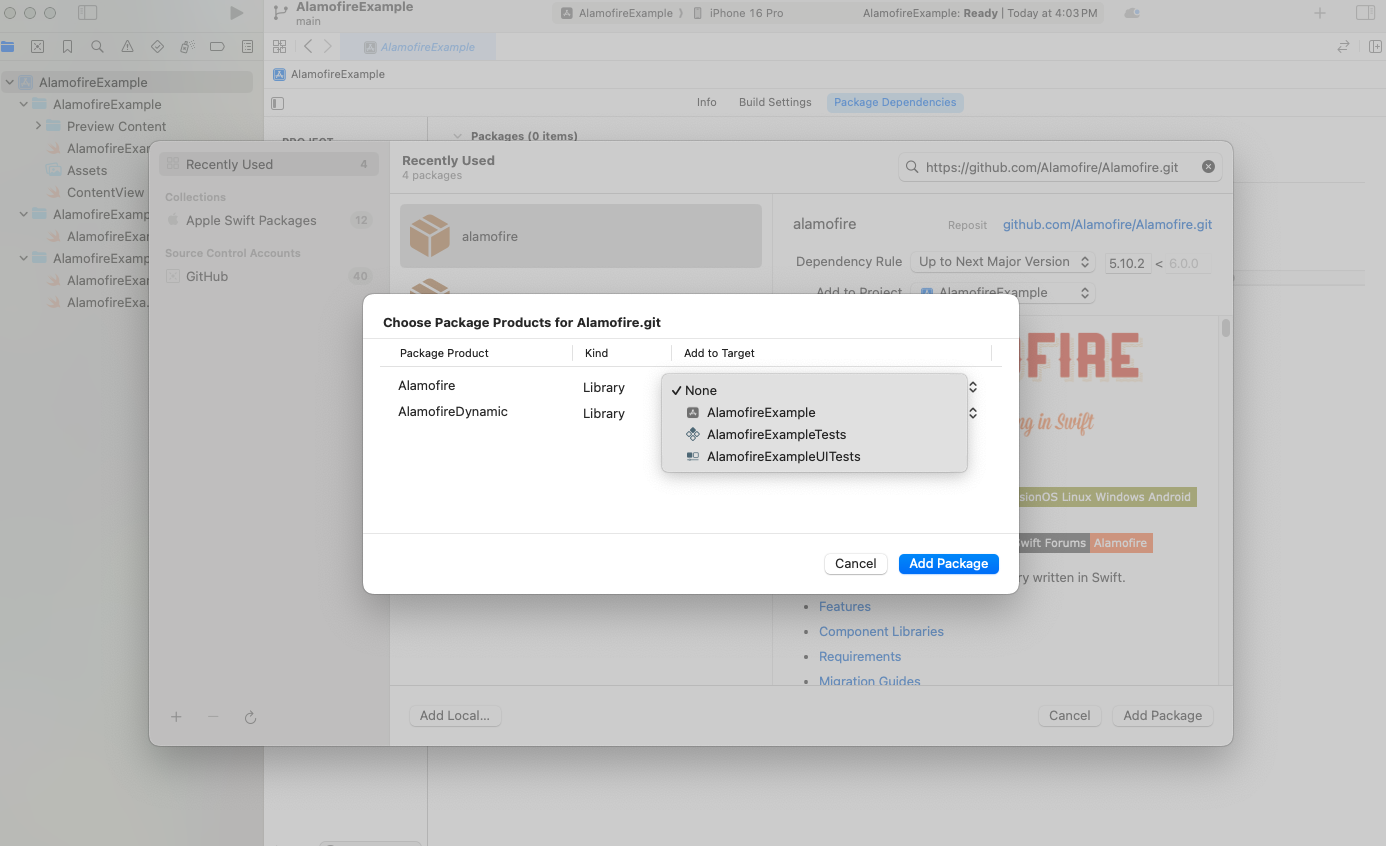 AlamofireExample
main
AlamofireExample
iPhone 16 Pro
AlamofireExample: Ready | Today at 4:03 PM
AlamofireExample
AlamofireExample
Info
Build Settings
Package Dependencies
AlamofireExample
AlamofireExample
Preview Content
AlamofireExar
Assets
ContentView
AlamofireExamp
AlamofireExar
AlamofireExamp
AlamofireExar
AlamofireExa...
PROJECT
Packages (0 items)
Recently Used 4
Collections
Apple Swift Packages 12
Source Control Accounts
GitHub 40
Recently Used
4 packages
https://github.com/Alamofire/Alamofire.git
alamofire
alamofire
Reposit github.com/Alamofire/Alamofire.git
Dependency Rule Up to Next Major Version 5.10.2 < 6.0.0
Add to Project AlamofireExample
Choose Package Products for Alamofire.git
Package Product Kind Add to Target
Alamofire Library
AlamofireDynamic Library
None
AlamofireExample
AlamofireExampleTests
AlamofireExampleUITests
Cancel
Add Package
FIRE
ng in Swift
sionOS Linux Windows Android
wift Forums Alamofire
ry written in Swift.
Features
Component Libraries
Requirements
Migration Guides
Add Local...
Cancel
Add Package